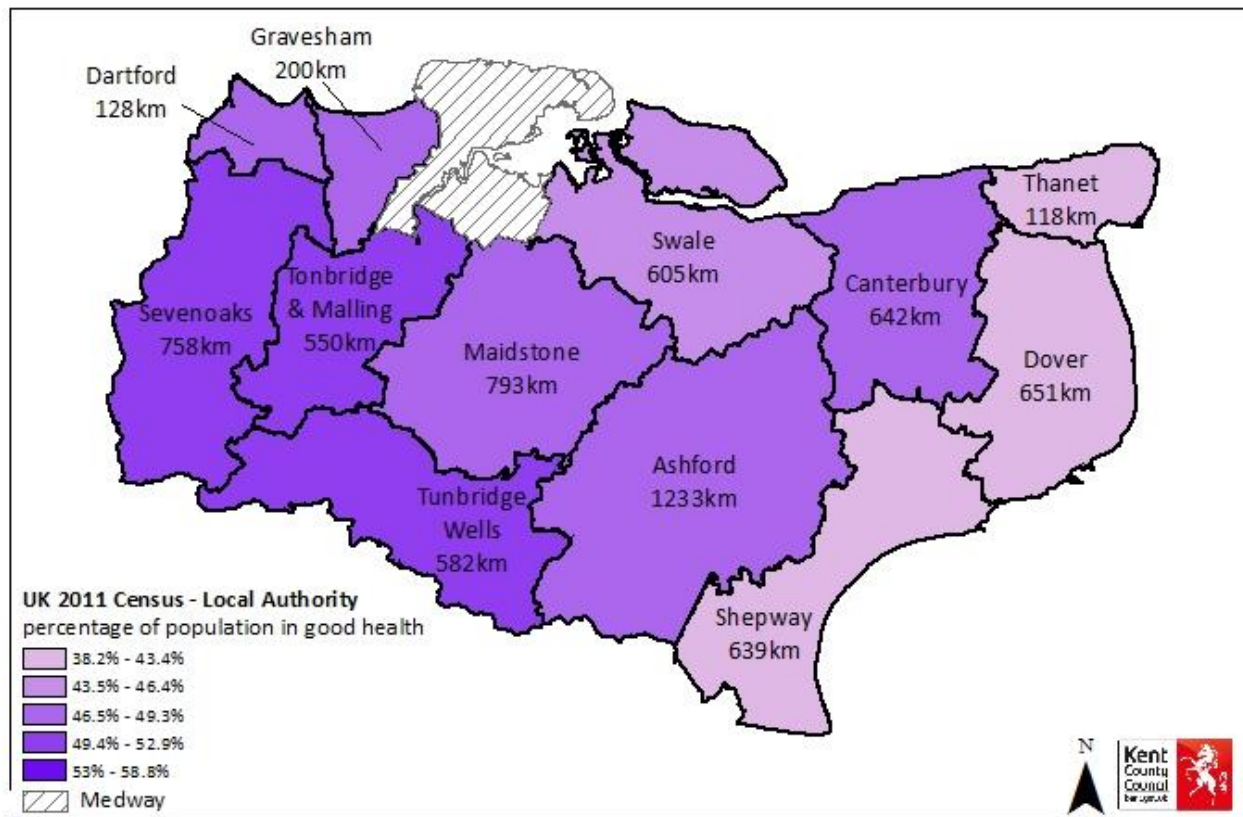 Gravesham
200km
Dartford
128km
Thanet
118km
Swale
605km
Canterbury
642km
Tonbridge
& Malling
550km
Sevenoaks
758km
Maidstone
793km
Dover
651km
Ashford
1233km
Tunbridge
Wells
582km
Shepway
639km
UK 2011 Census - Local Authority
percentage of population in good health
38.2% - 43.4%
43.5% - 46.4%
46.5% - 49.3%
49.4% - 52.9%
53% - 58.8%
Medway
N
Kent
County
Council